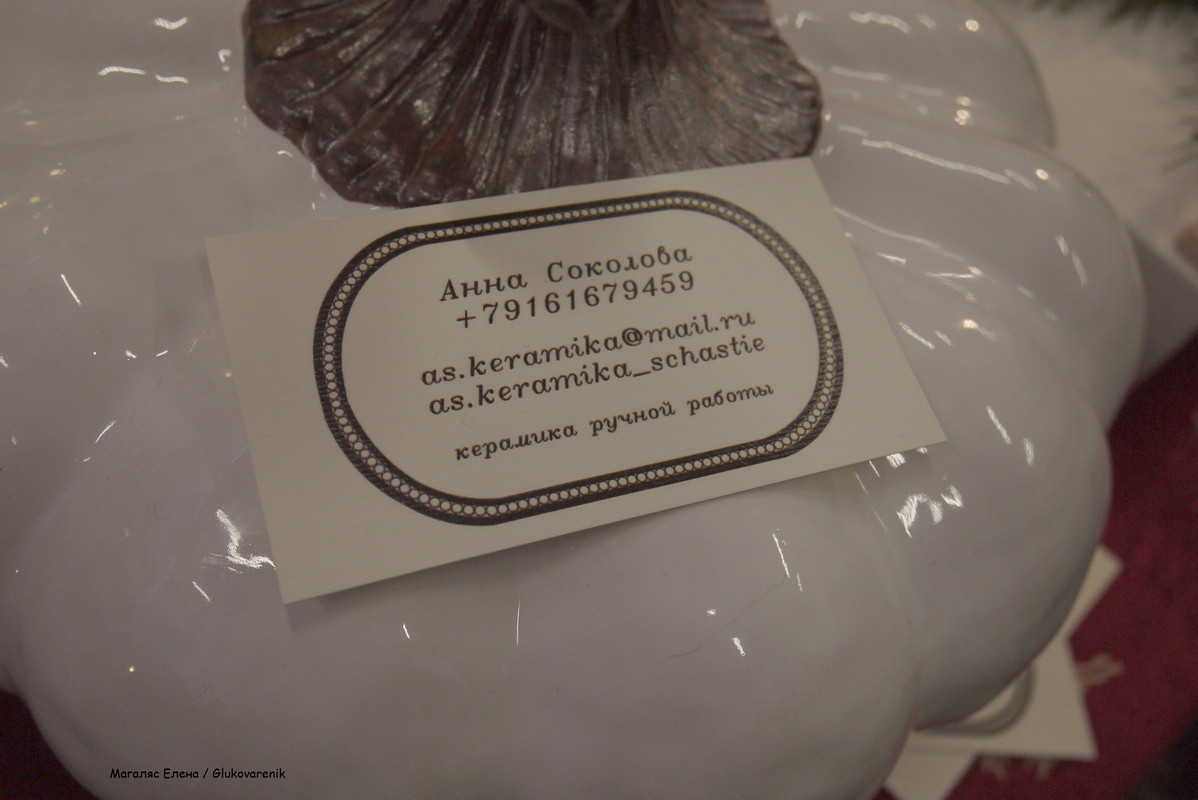 Анна Соколова
+79161679459
as.keramika@mail.ru
as.keramika_schastie
керамика ручной работы
Магаляс Елена / Glukovarenik